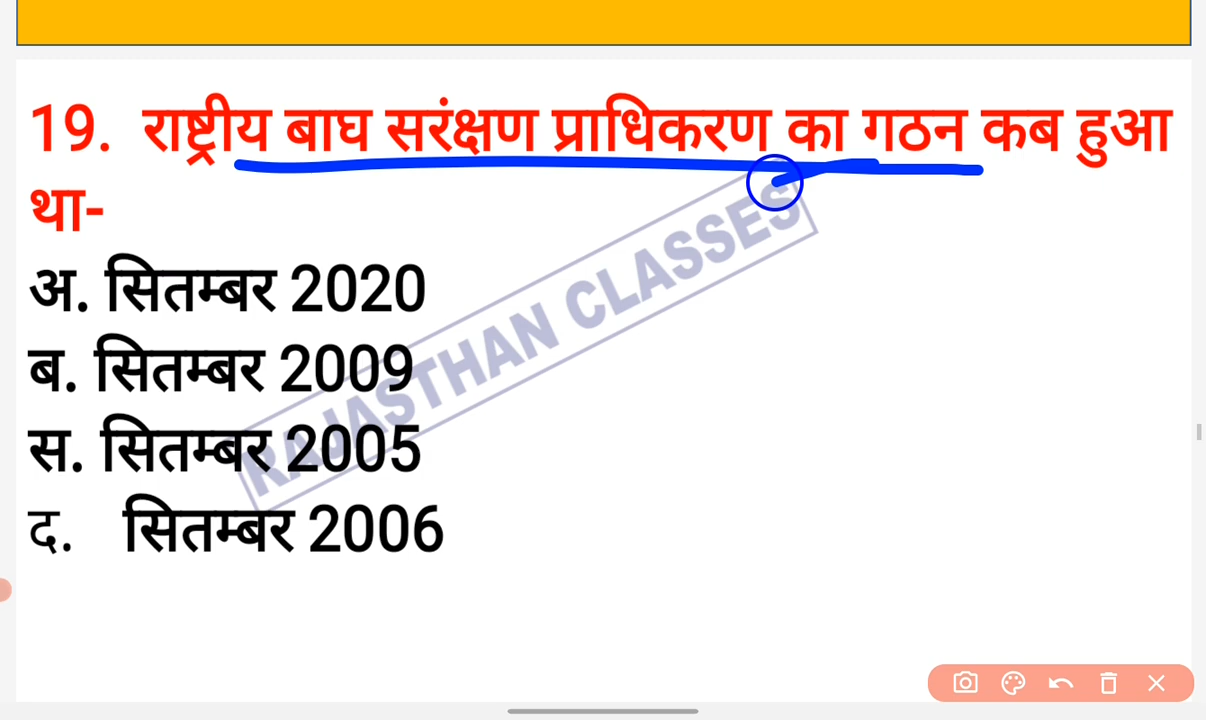 19. राष्ट्रीय बाघ सरंक्षण प्राधिकरण का गठन कब हुआ
था-
अ. सितम्बर 2020
ब. सितम्बर 2009
स. सितम्बर 2005
द. सितम्बर 2006
RAJASTHAN CLASSES